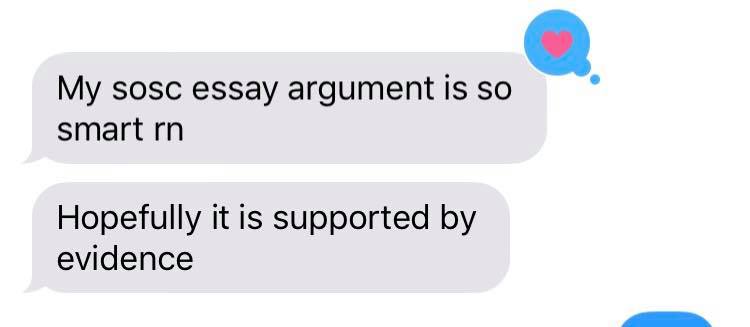 My sosc essay argument is so
smart rn
Hopefully it is supported by
evidence